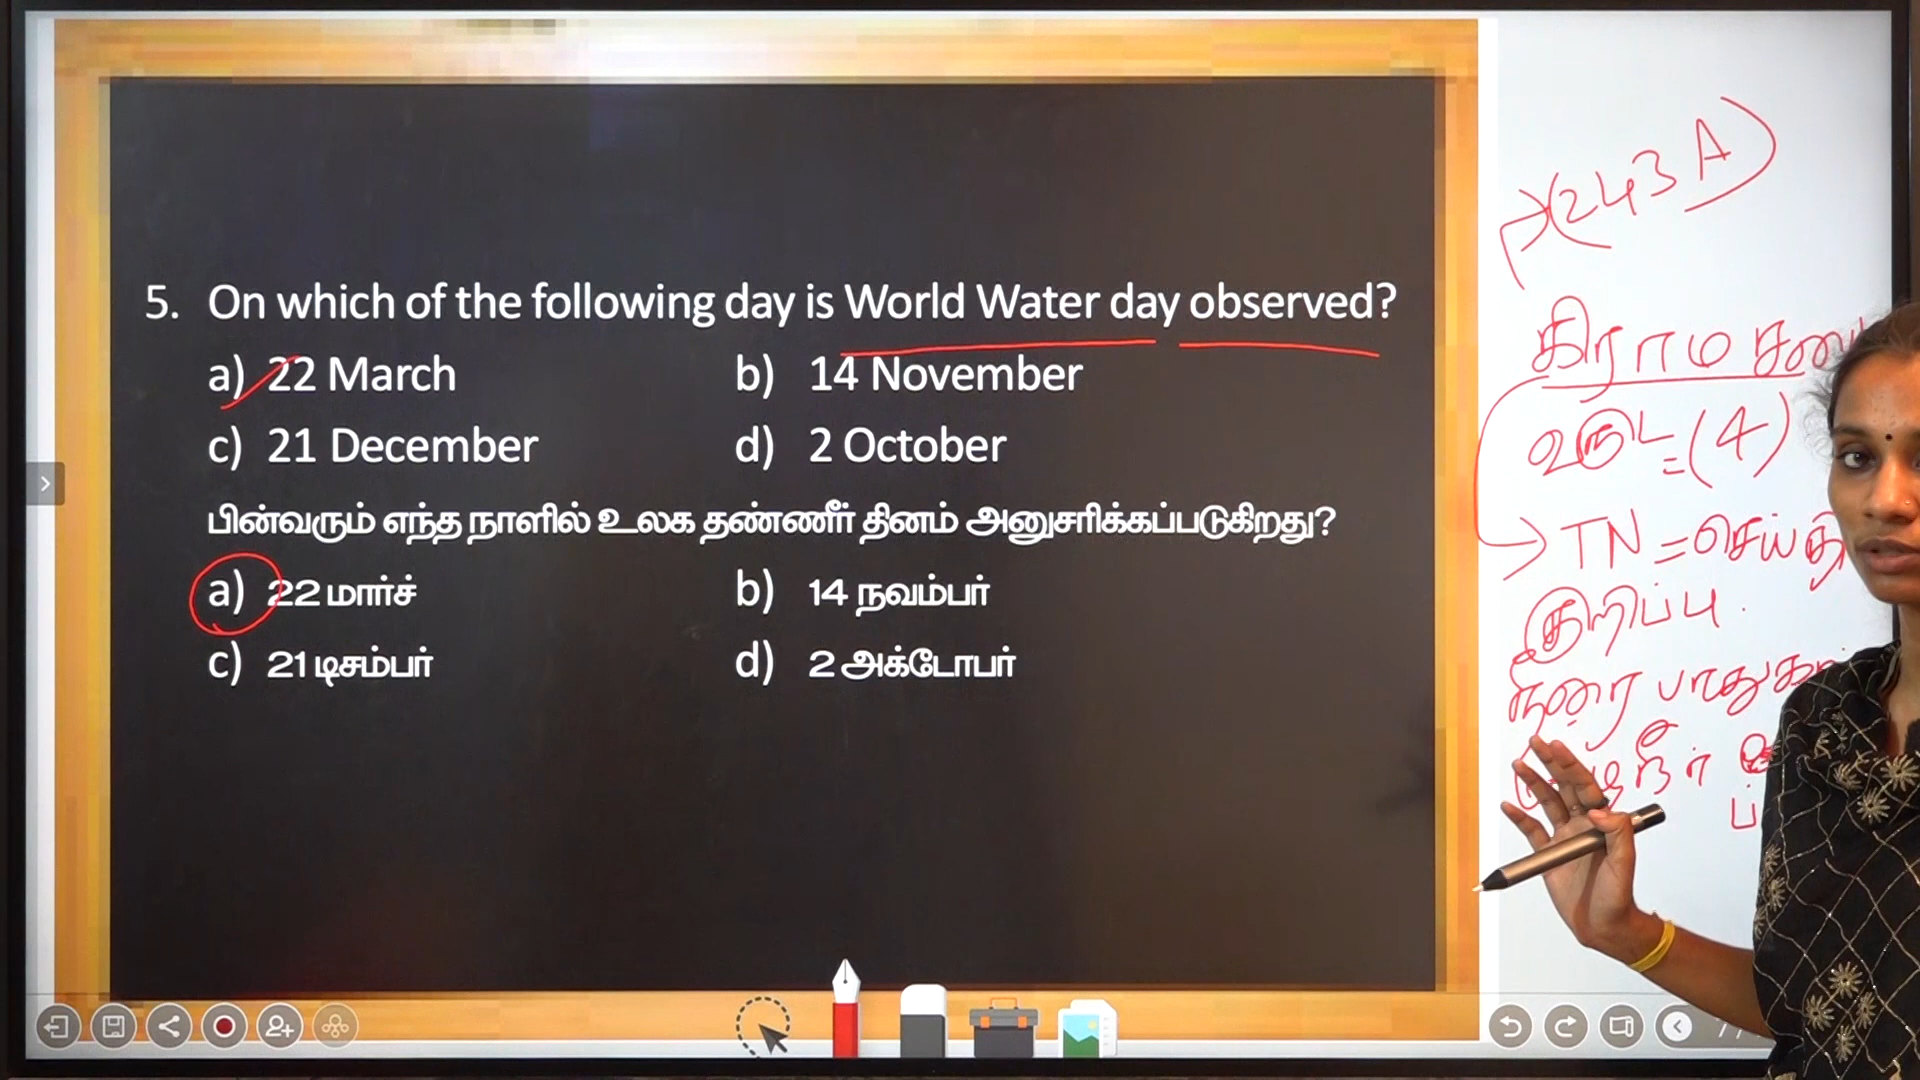 5. On which of the following day is World Water day observed?
a) 22 March b) 14 November
c) 21 December d) 2 October
பின்வரும் எந்த நாளில் உலக தண்ணீர் தினம் அனுசரிக்கப்படுகிறது?
a) 22 மார்ச் b) 14 நவம்பர்
c) 21 டிசம்பர் d) 2 அக்டோபர்
(243 A)
கிராம சபை
வருட = (4)
TN = செய்தி
குறிப்பு.